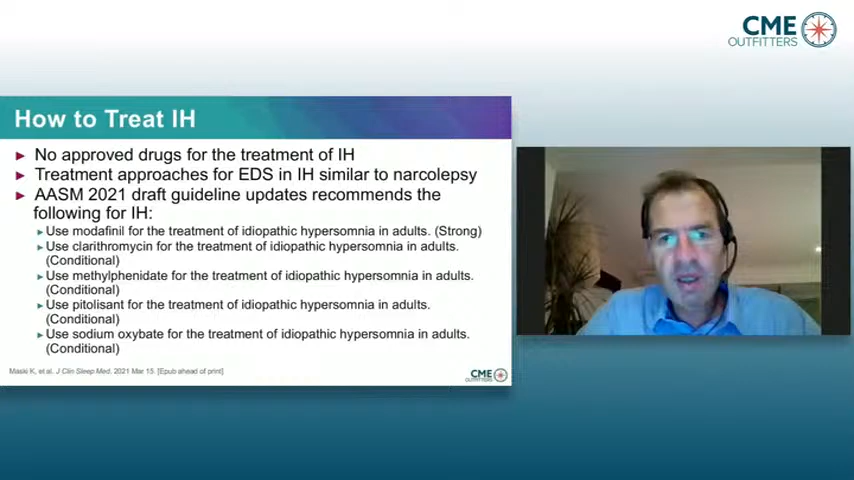 CME
OUTFITTERS
How to Treat IH
► No approved drugs for the treatment of IH
► Treatment approaches for EDS in IH similar to narcolepsy
► AASM 2021 draft guideline updates recommends the
following for IH:
►Use modafinil for the treatment of idiopathic hypersomnia in adults. (Strong)
►Use clarithromycin for the treatment of idiopathic hypersomnia in adults.
(Conditional)
►Use methylphenidate for the treatment of idiopathic hypersomnia in adults.
(Conditional)
►Use pitolisant for the treatment of idiopathic hypersomnia in adults.
(Conditional)
►Use sodium oxybate for the treatment of idiopathic hypersomnia in adults.
(Conditional)
Maski K, et al. J Clin Sleep Med. 2021 Mar 15. [Epub ahead of print]
CME
OUTFITTERS